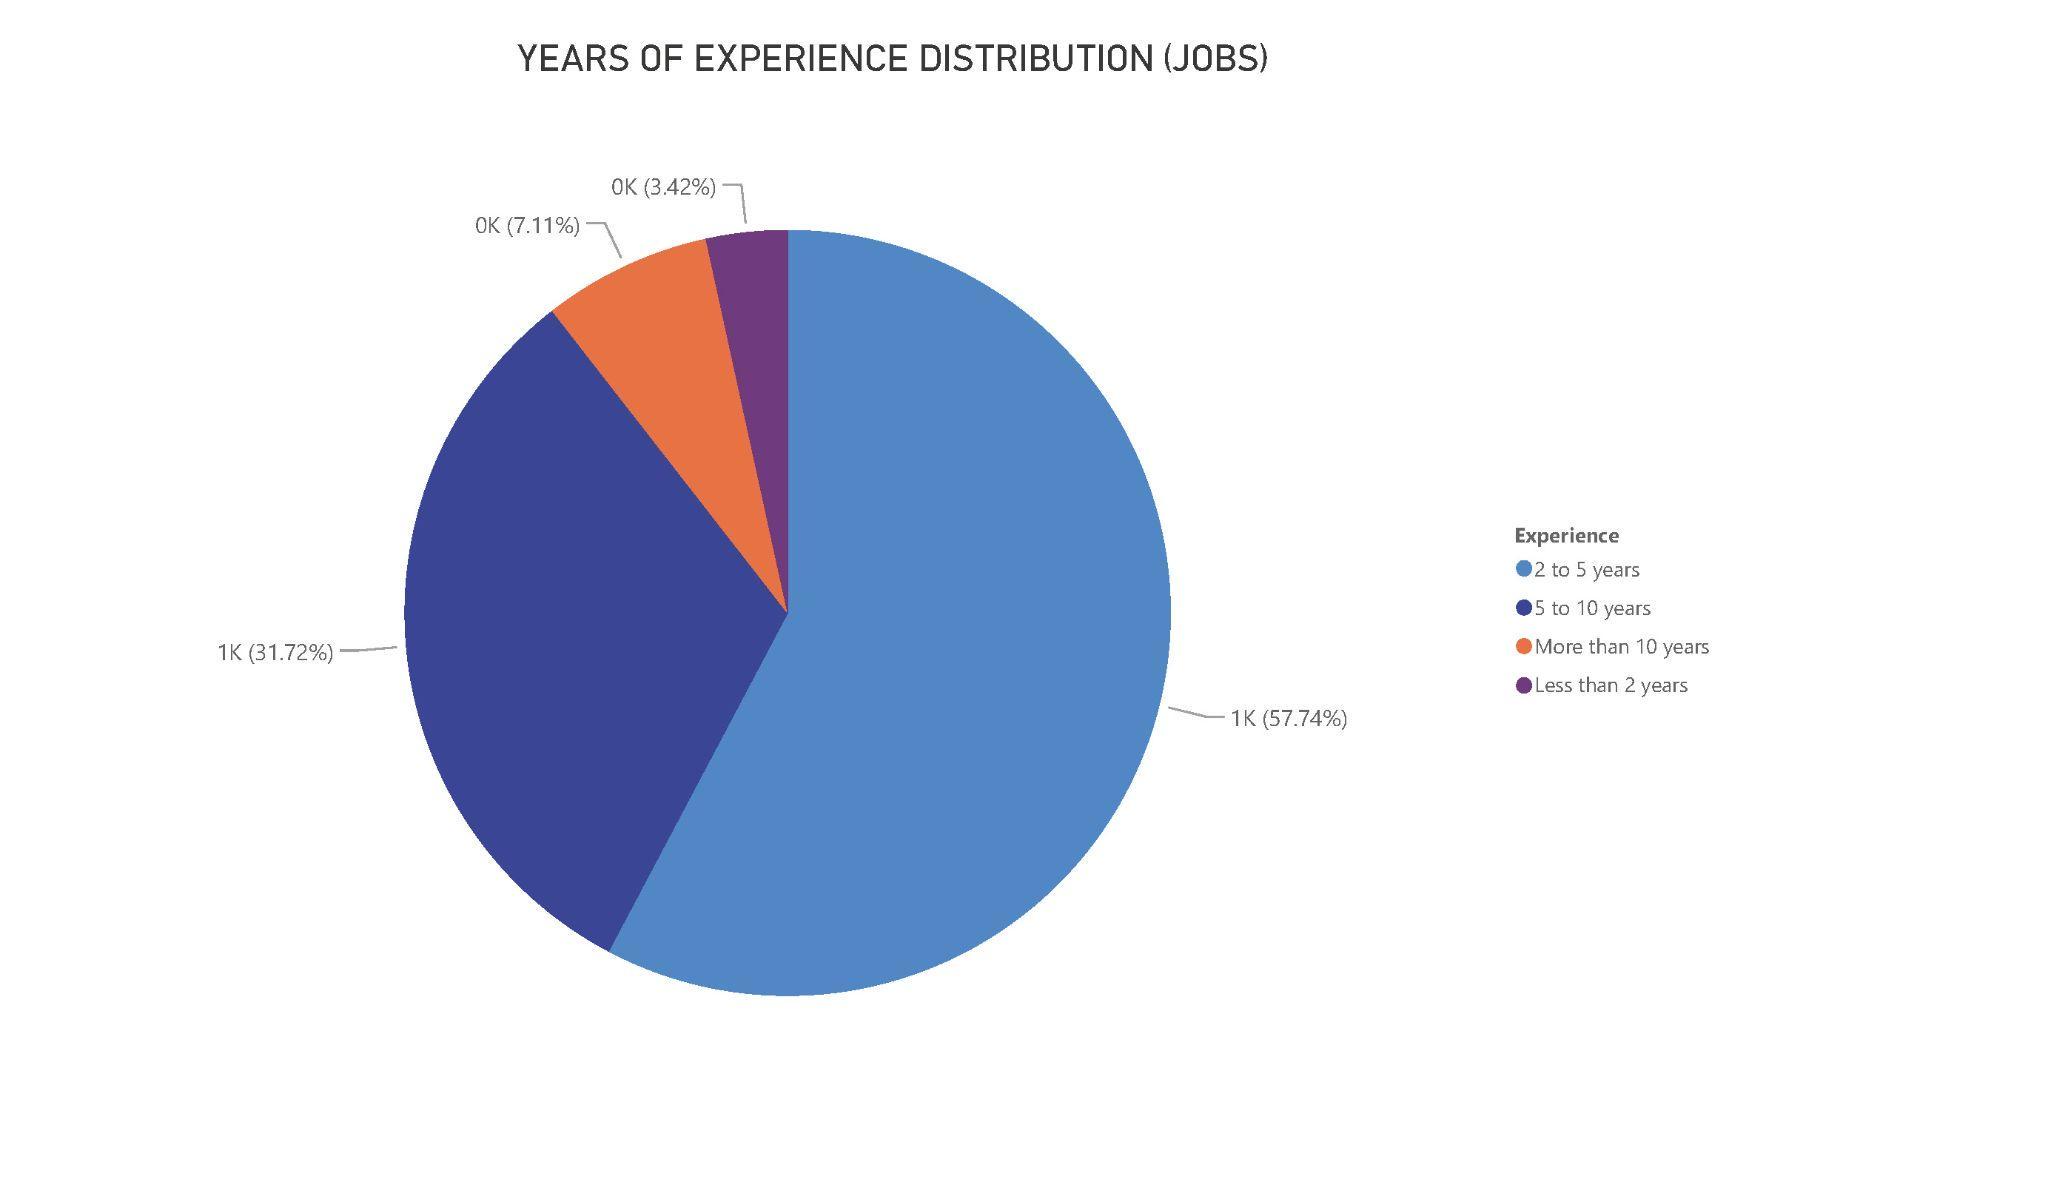 YEARS OF EXPERIENCE DISTRIBUTION (JOBS)
0K (3.42%)
0K (7.11%)
1K (31.72%)
1K (57.74%)
Experience
2 to 5 years
5 to 10 years
More than 10 years
Less than 2 years